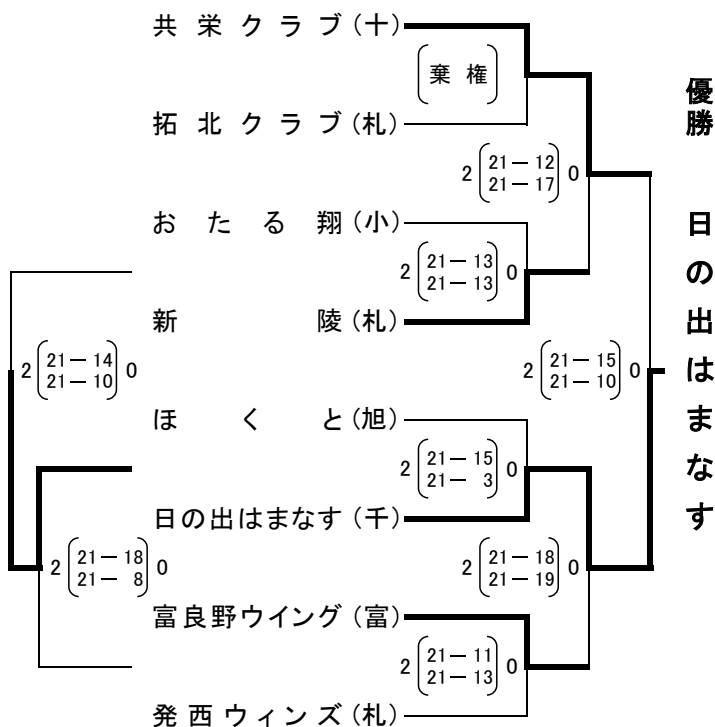 共栄クラブ(十)
棄権
拓北クラブ(札)
2 21－12 0
21－17
おたる翔(小)
2 21－13 0
21－13
新陵(札)
2 21－14 0
21－10
2 21－15 0
21－10
ほくと(旭)
2 21－15 0
21－ 3
日の出はまなす(千)
2 21－18 0
21－ 8
2 21－18 0
21－19
富良野ウイング(富)
2 21－11 0
21－13
発西ウィンズ(札)
優勝 日の出はまなす